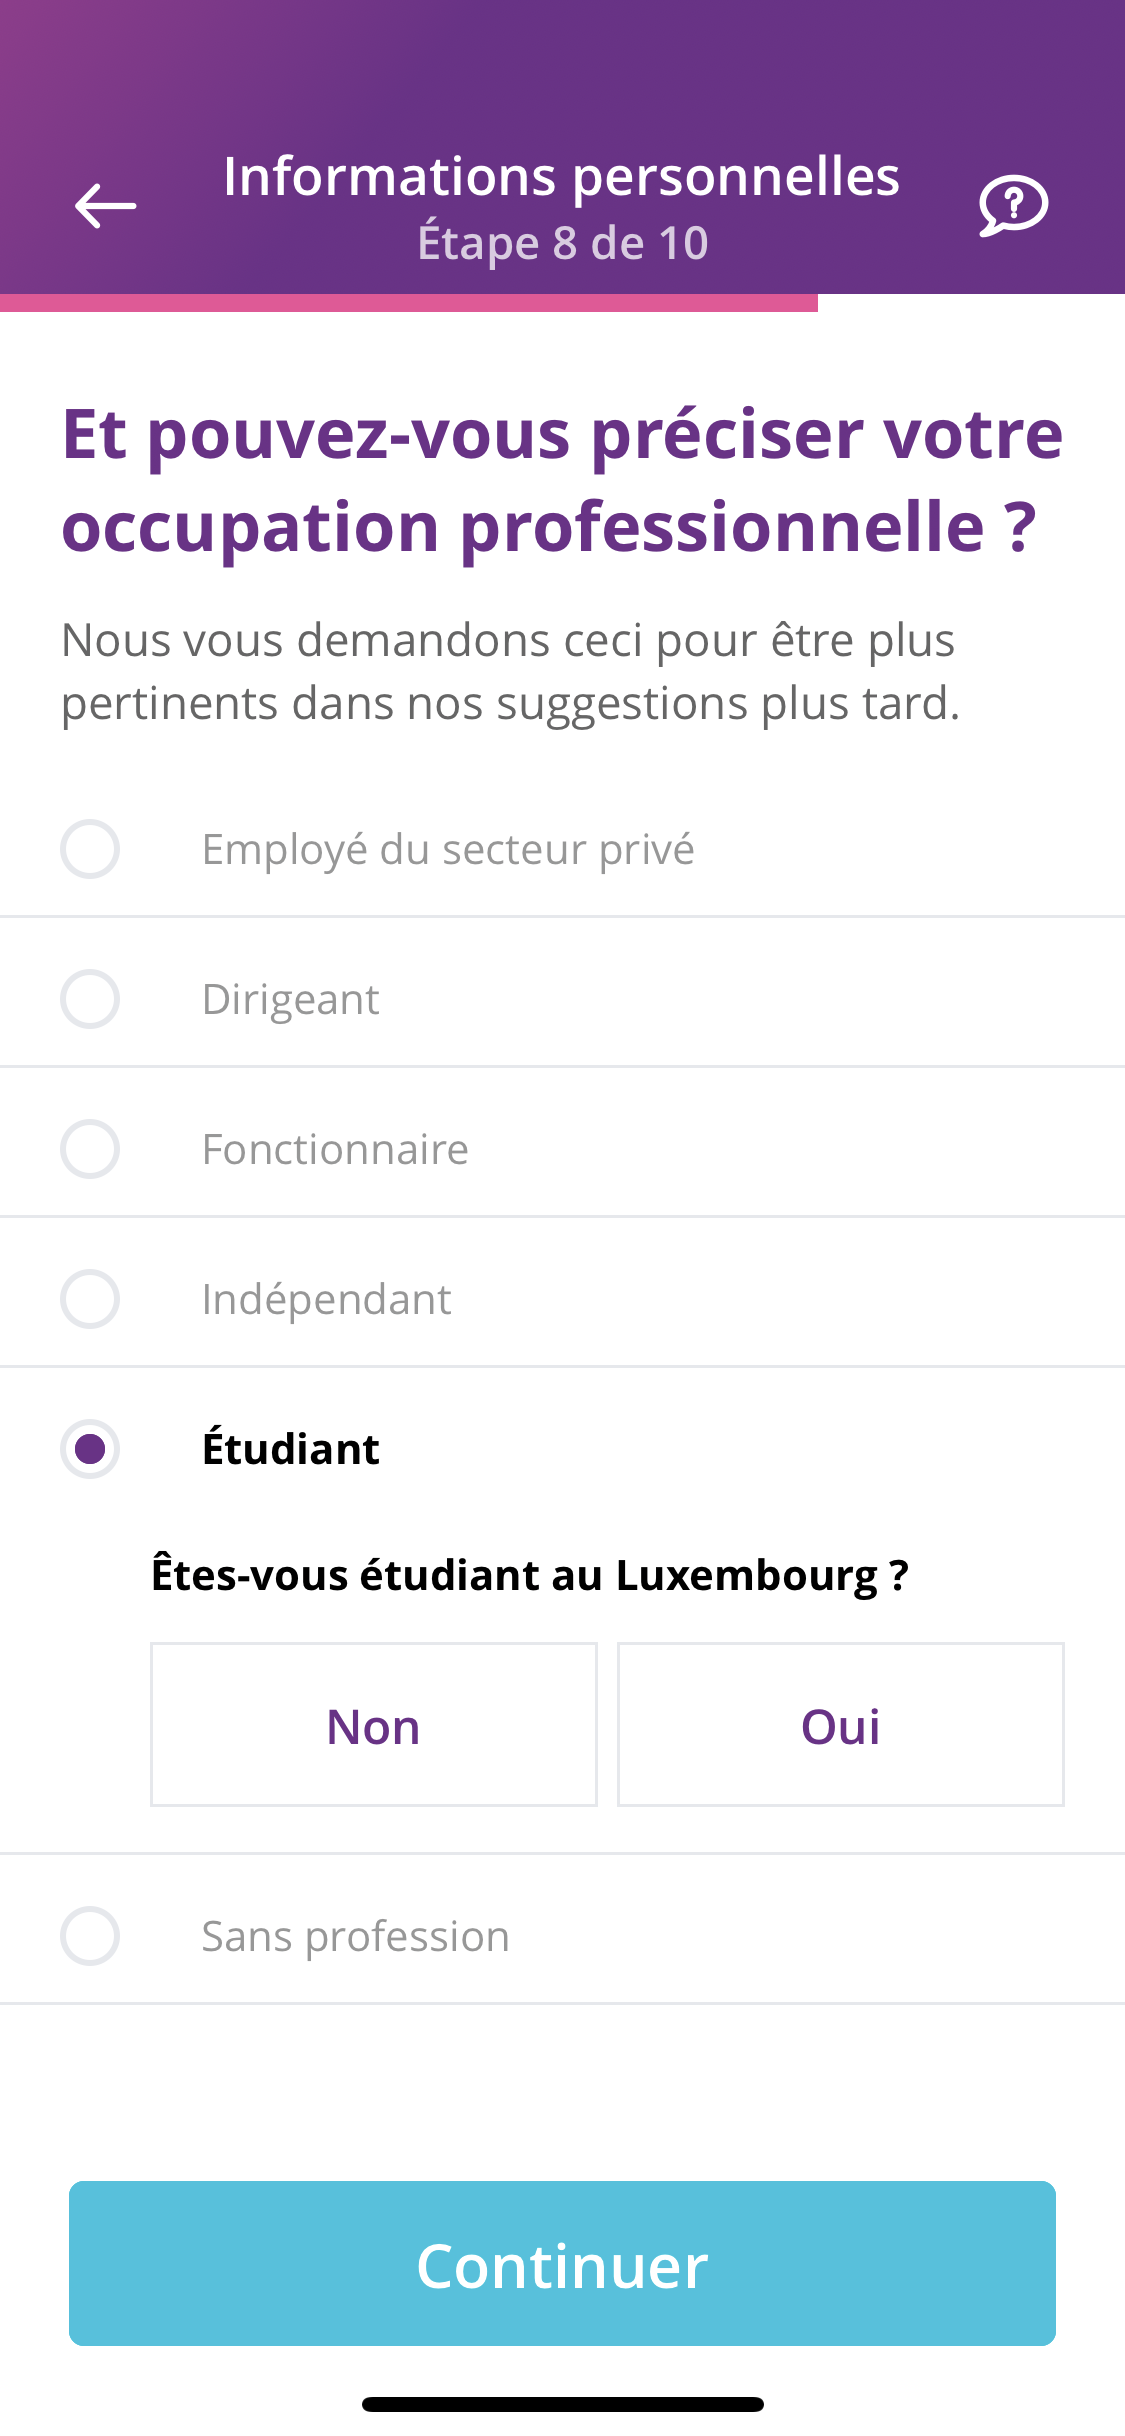 Informations personnelles
Étape 8 de 10
Et pouvez-vous préciser votre
occupation professionnelle ?
Nous vous demandons ceci pour être plus
pertinents dans nos suggestions plus tard.
Employé du secteur privé
Dirigeant
Fonctionnaire
Indépendant
Étudiant
Êtes-vous étudiant au Luxembourg ?
Non
Oui
Sans profession
Continuer